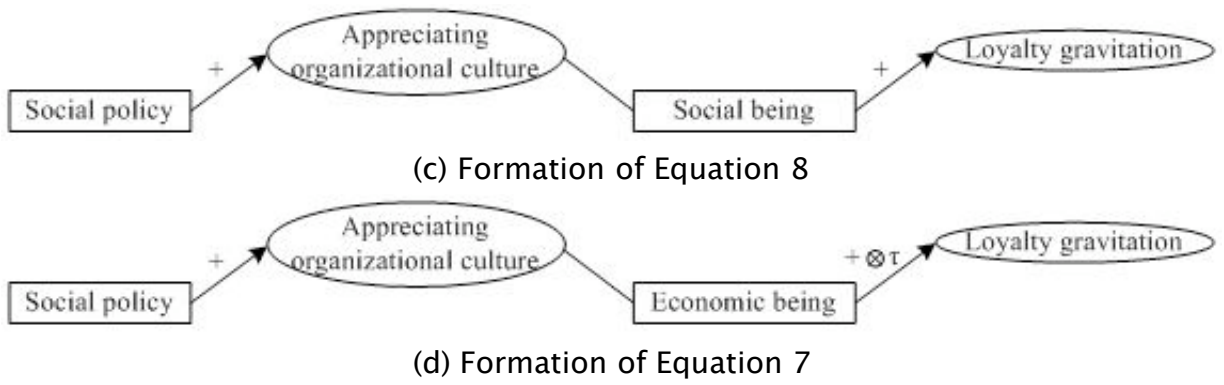 Appreciating
organizational culture
Loyalty gravitation
+
+
Social policy
Social being
(c) Formation of Equation 8
Appreciating
organizational culture
Loyalty gravitation
+
+ ⊗ τ
Social policy
Economic being
(d) Formation of Equation 7